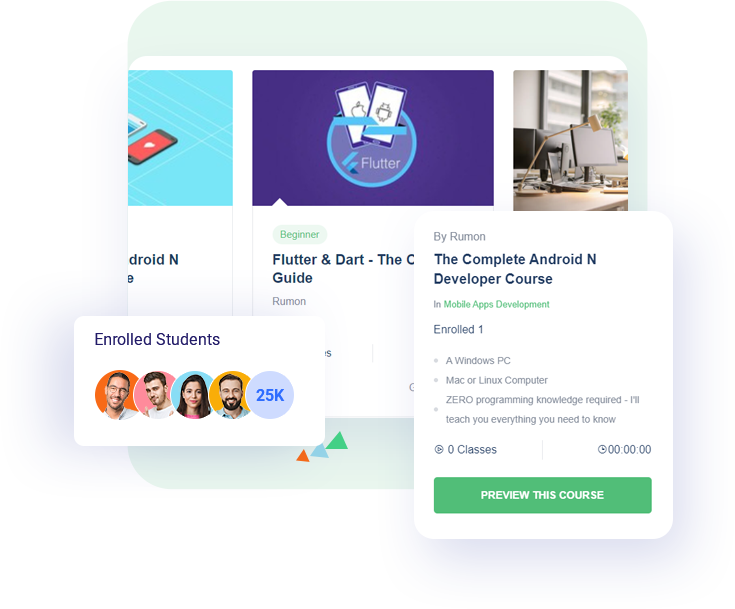 Flutter
Beginner
Flutter & Dart - The C
Guide
Rumon
droid N
e
es
G
Enrolled Students
25K
By Rumon
The Complete Android N
Developer Course
In Mobile Apps Development
Enrolled 1
A Windows PC
Mac or Linux Computer
ZERO programming knowledge required - I'll
teach you everything you need to know
0 Classes
00:00:00
PREVIEW THIS COURSE